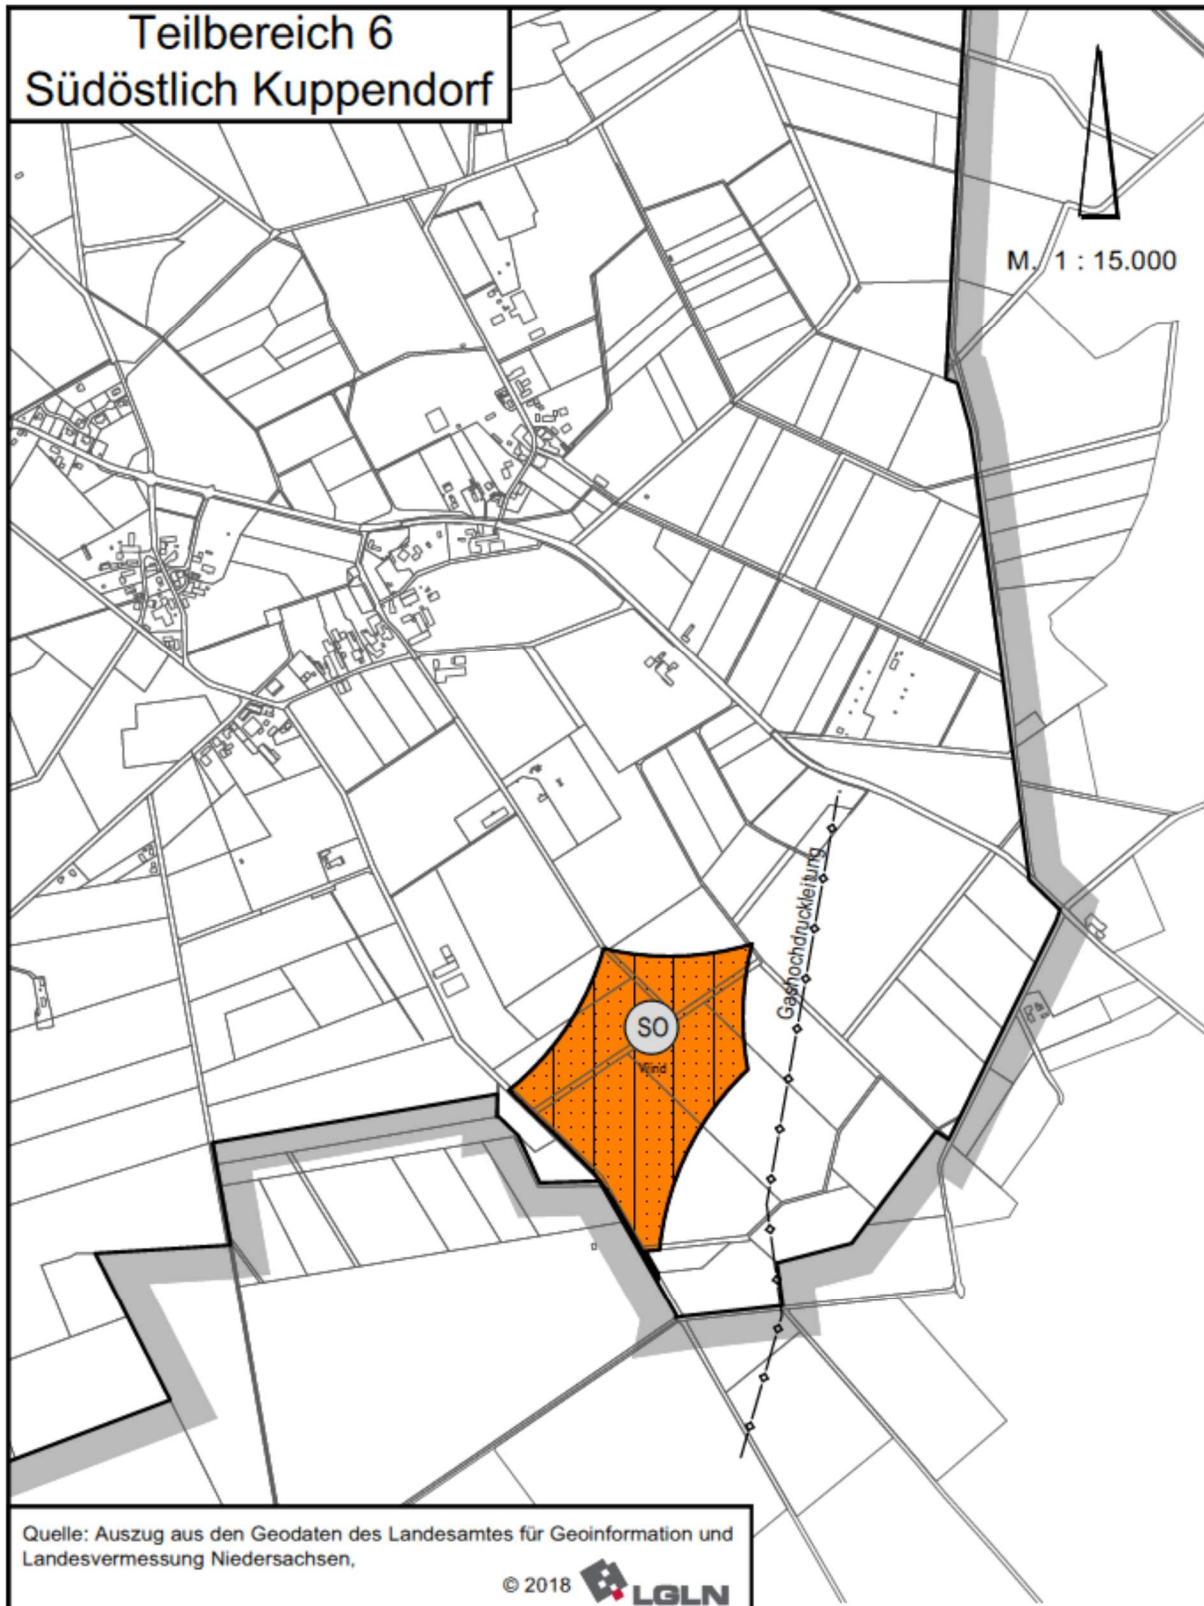 Teilbereich 6
Südöstlich Kuppendorf
M. 1 : 15.000
Gashochdruckleitung
SO
Wind
Quelle: Auszug aus den Geodaten des Landesamtes für Geoinformation und
Landesvermessung Niedersachsen,
© 2018 LGLN